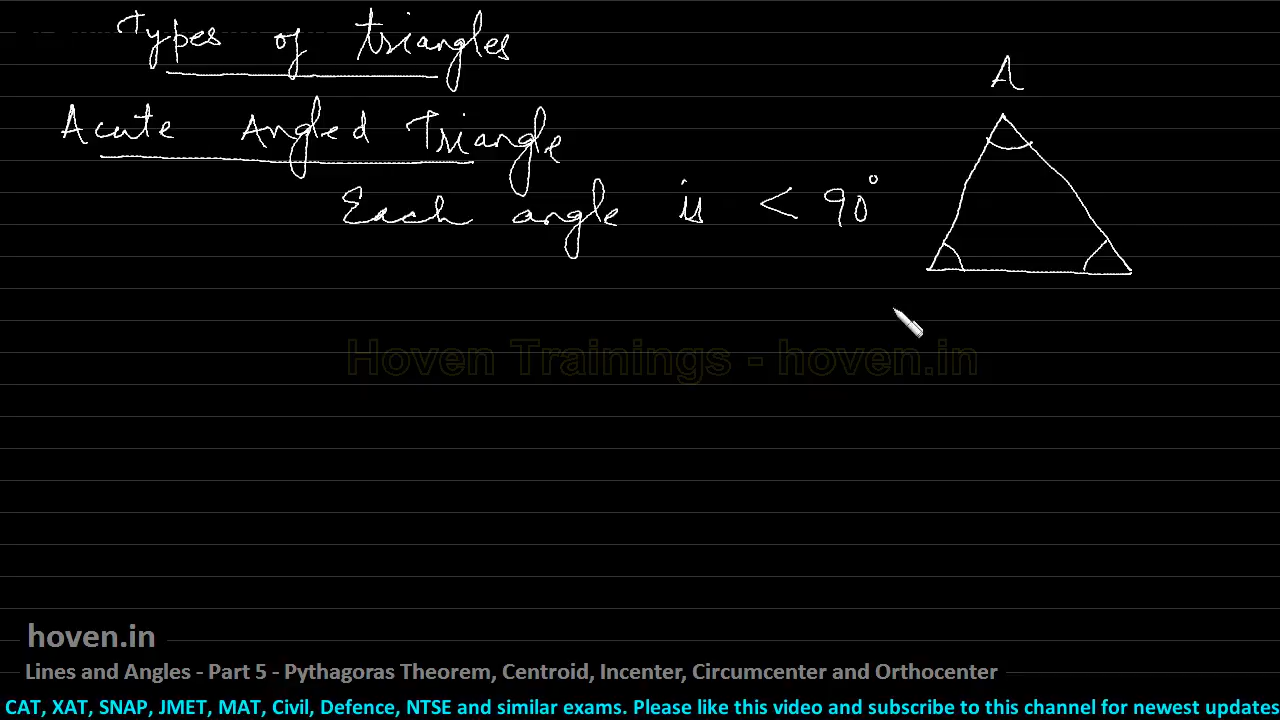 Types of triangles
A
Acute Angled Triangle
Each angle is < 90°
Hoven Trainings - hoven.in
hoven.in
Lines and Angles - Part 5 - Pythagoras Theorem, Centroid, Incenter, Circumcenter and Orthocenter
CAT, XAT, SNAP, JMET, MAT, Civil, Defence, NTSE and similar exams. Please like this video and subscribe to this channel for newest updates